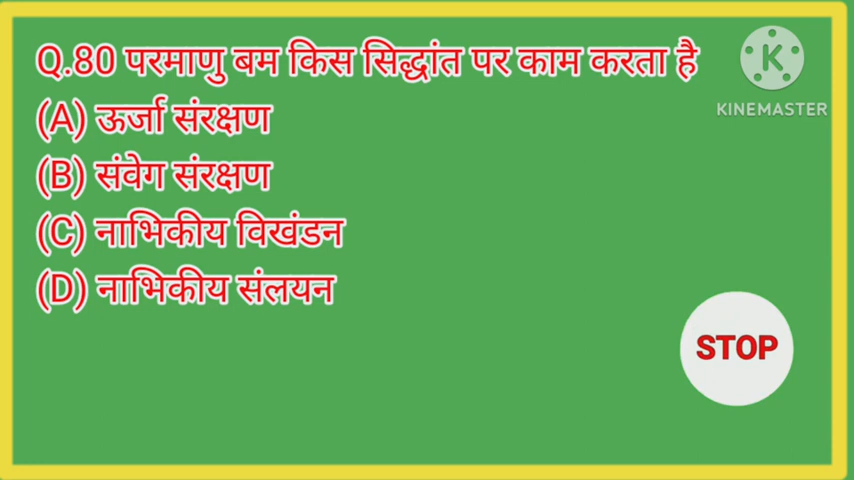 Q.80 परमाणु बम किस सिद्धांत पर काम करता है
(A) ऊर्जा संरक्षण
(B) संवेग संरक्षण
(C) नाभिकीय विखंडन
(D) नाभिकीय संलयन
K
KINEMASTER
STOP